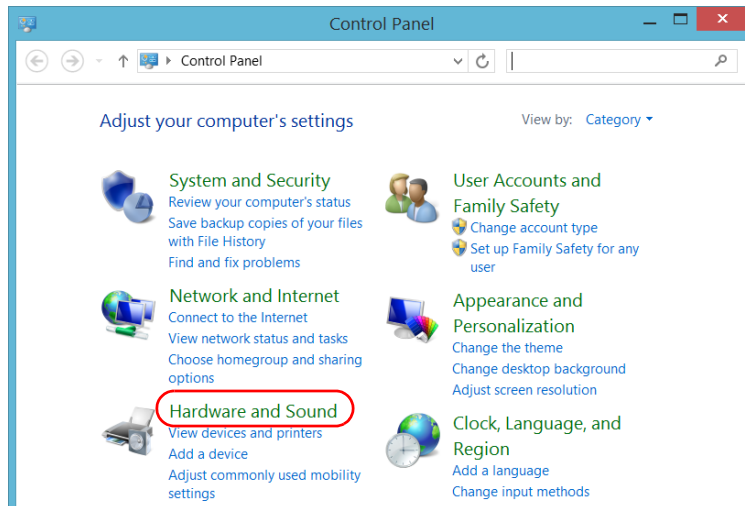 Control Panel
Control Panel
Adjust your computer's settings
View by: Category
System and Security
Review your computer's status
Save backup copies of your files
with File History
Find and fix problems
Network and Internet
Connect to the Internet
View network status and tasks
Choose homegroup and sharing
options
Hardware and Sound
View devices and printers
Add a device
Adjust commonly used mobility
settings
User Accounts and
Family Safety
Change account type
Set up Family Safety for any
user
Appearance and
Personalization
Change the theme
Change desktop background
Adjust screen resolution
Clock, Language, and
Region
Add a language
Change input methods